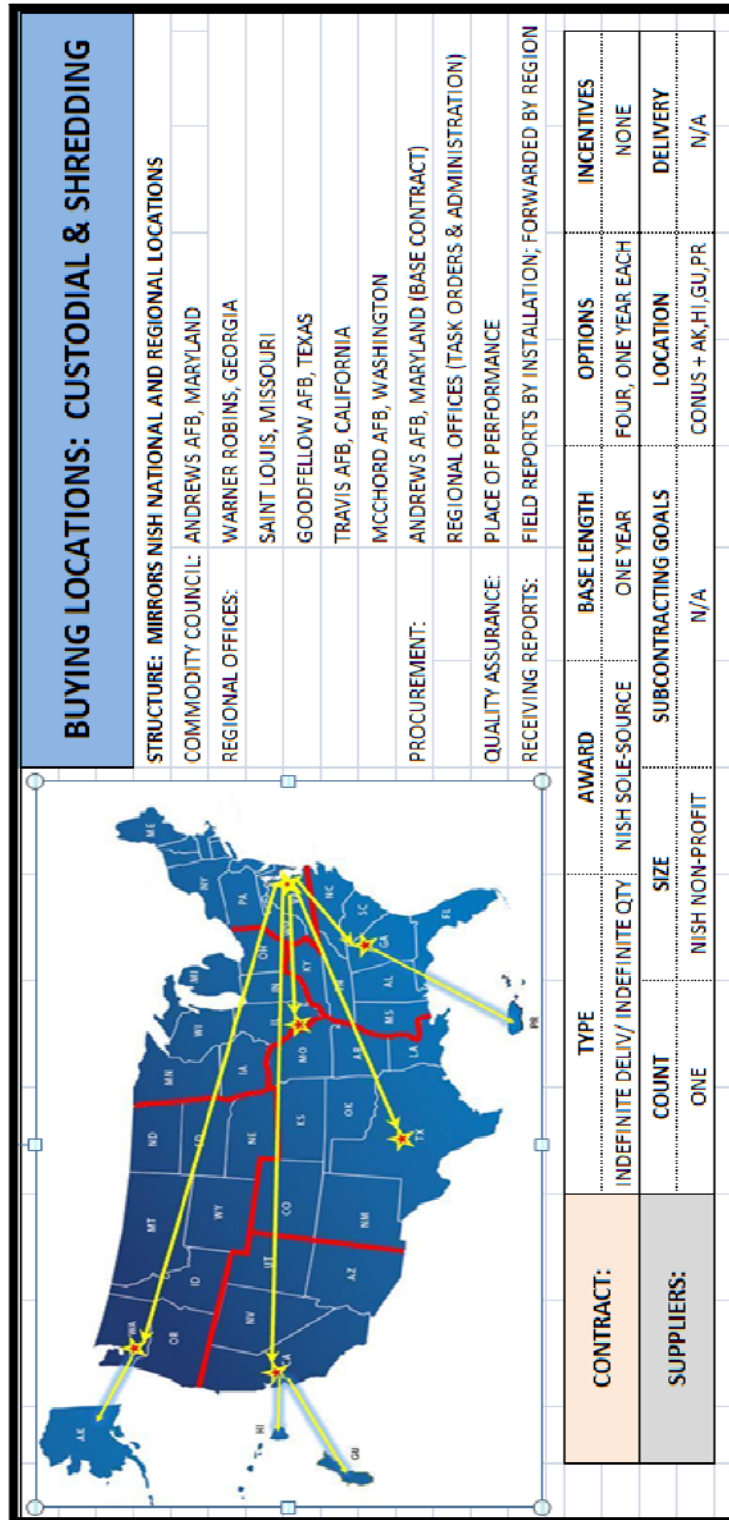 BUYING LOCATIONS: CUSTODIAL & SHREDDING
STRUCTURE: MIRRORS NISH NATIONAL AND REGIONAL LOCATIONS
COMMODITY COUNCIL: ANDREWS AFB, MARYLAND
REGIONAL OFFICES: WARNER ROBINS, GEORGIA
SAINT LOUIS, MISSOURI
GOODFELLOW AFB, TEXAS
TRAVIS AFB, CALIFORNIA
MCCHORD AFB, WASHINGTON
PROCUREMENT: ANDREWS AFB, MARYLAND (BASE CONTRACT)
REGIONAL OFFICES (TASK ORDERS & ADMINISTRATION)
QUALITY ASSURANCE: PLACE OF PERFORMANCE
RECEIVING REPORTS: FIELD REPORTS BY INSTALLATION; FORWARDED BY REGION
AK
WA
MT
ND
MN
WI
MI
NY
ME
OR
ID
WY
NE
IA
IL
IN
OH
PA
HI
CA
NV
UT
CO
KS
MO
KY
NC
GU
AZ
NM
OK
AR
SC
TX
LA
MS
AL
GA
FL
PR
CONTRACT: TYPE AWARD BASE LENGTH OPTIONS INCENTIVES
INDEFINITE DELIV/ INDEFINITE QTY NISH SOLE-SOURCE ONE YEAR FOUR, ONE YEAR EACH NONE
SUPPLIERS: COUNT SIZE SUBCONTRACTING GOALS LOCATION DELIVERY
ONE NISH NON-PROFIT N/A CONUS + AK,HI,GU,PR N/A